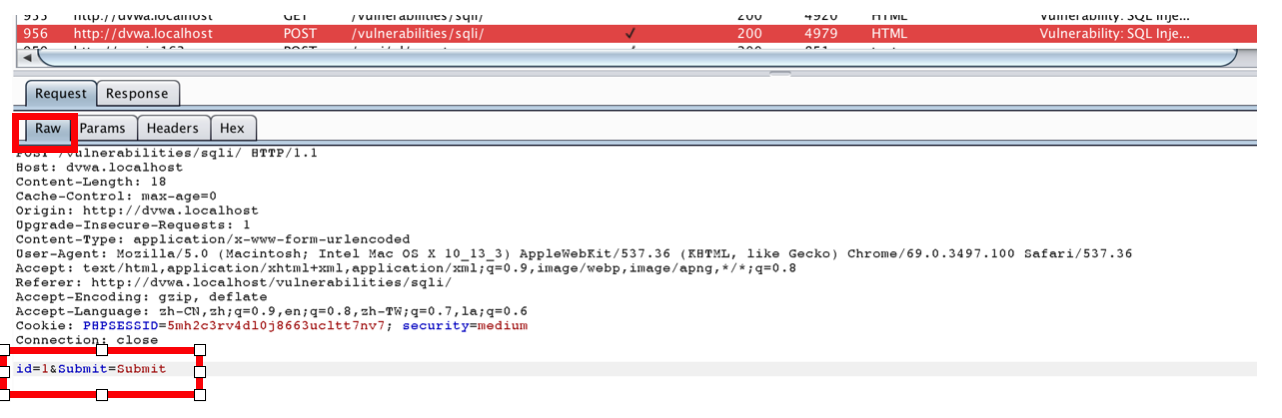 955 http://dvwa.localhost GET /vulnerabilities/sqli/ 200 4920 HTML Vulnerability: SQL Inje...
956 http://dvwa.localhost POST /vulnerabilities/sqli/ ✓ 200 4979 HTML Vulnerability: SQL Inje...
POST 200
Request Response
Raw Params Headers Hex
POST /vulnerabilities/sqli/ HTTP/1.1
Host: dvwa.localhost
Content-Length: 18
Cache-Control: max-age=0
Origin: http://dvwa.localhost
Upgrade-Insecure-Requests: 1
Content-Type: application/x-www-form-urlencoded
User-Agent: Mozilla/5.0 (Macintosh; Intel Mac OS X 10_13_3) AppleWebKit/537.36 (KHTML, like Gecko) Chrome/69.0.3497.100 Safari/537.36
Accept: text/html,application/xhtml+xml,application/xml;q=0.9,image/webp,image/apng,*/*;q=0.8
Referer: http://dvwa.localhost/vulnerabilities/sqli/
Accept-Encoding: gzip, deflate
Accept-Language: zh-CN,zh;q=0.9,en;q=0.8,zh-TW;q=0.7,la;q=0.6
Cookie: PHPSESSID=5mh2c3rv4dl0j8663ucltt7nv7; security=medium
Connection: close
id=1&Submit=Submit